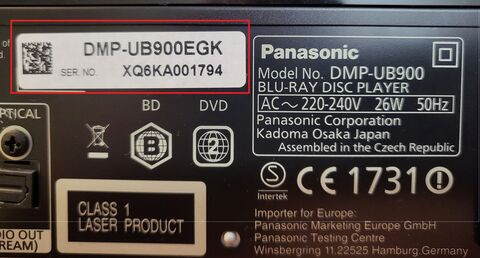 of
DMP-UB900EGK
SER. NO. XQ6KA001794
Panasonic
Model No. DMP-UB900
BLU-RAY DISC PLAYER
AC ~ 220-240V 26W 50Hz
Panasonic Corporation
Kadoma Osaka Japan
Assembled in the Czech Republic
BD DVD
B 2
CLASS 1
LASER PRODUCT
S
Intertek
CE 1731
Importer for Europe:
Panasonic Marketing Europe GmbH
Panasonic Testing Centre
Winsbergring 11,22525 Hamburg,Germany